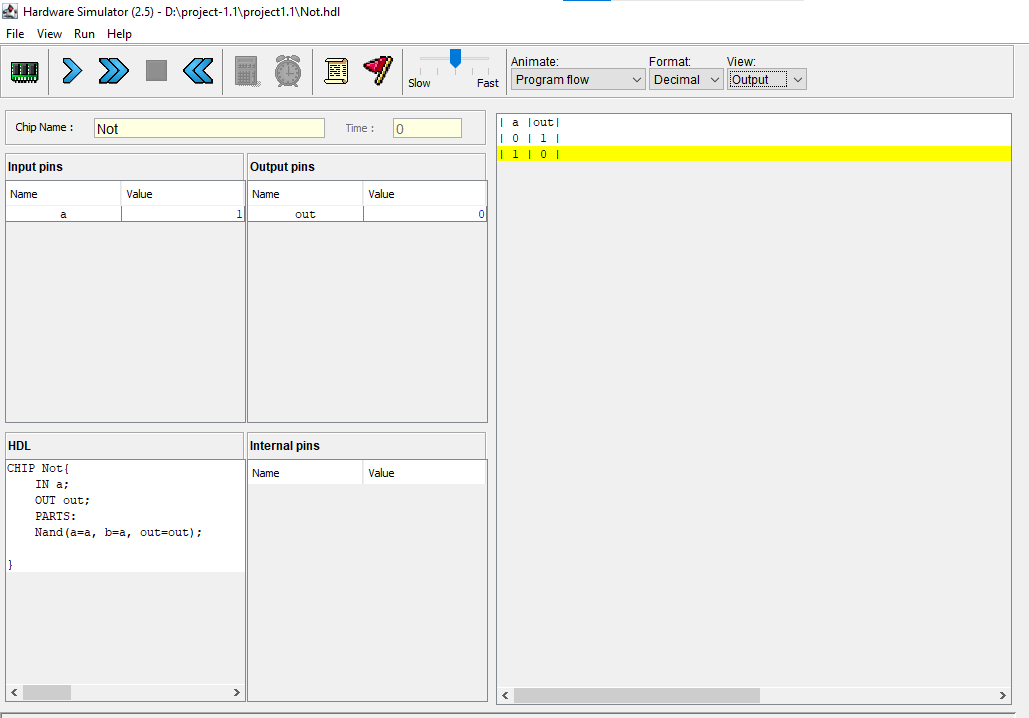 Hardware Simulator (2.5) - D:\project-1.1\project1.1\Not.hdl
File View Run Help
Slow Fast
Animate: Format: View:
Program flow Decimal Output
Chip Name : Not Time : 0
Input pins
Name Value
a 1
Output pins
Name Value
out 0
HDL
CHIP Not{
    IN a;
    OUT out;
    PARTS:
    Nand(a=a, b=a, out=out);
}
Internal pins
Name Value
| a |out|
| 0 | 1 |
| 1 | 0 |